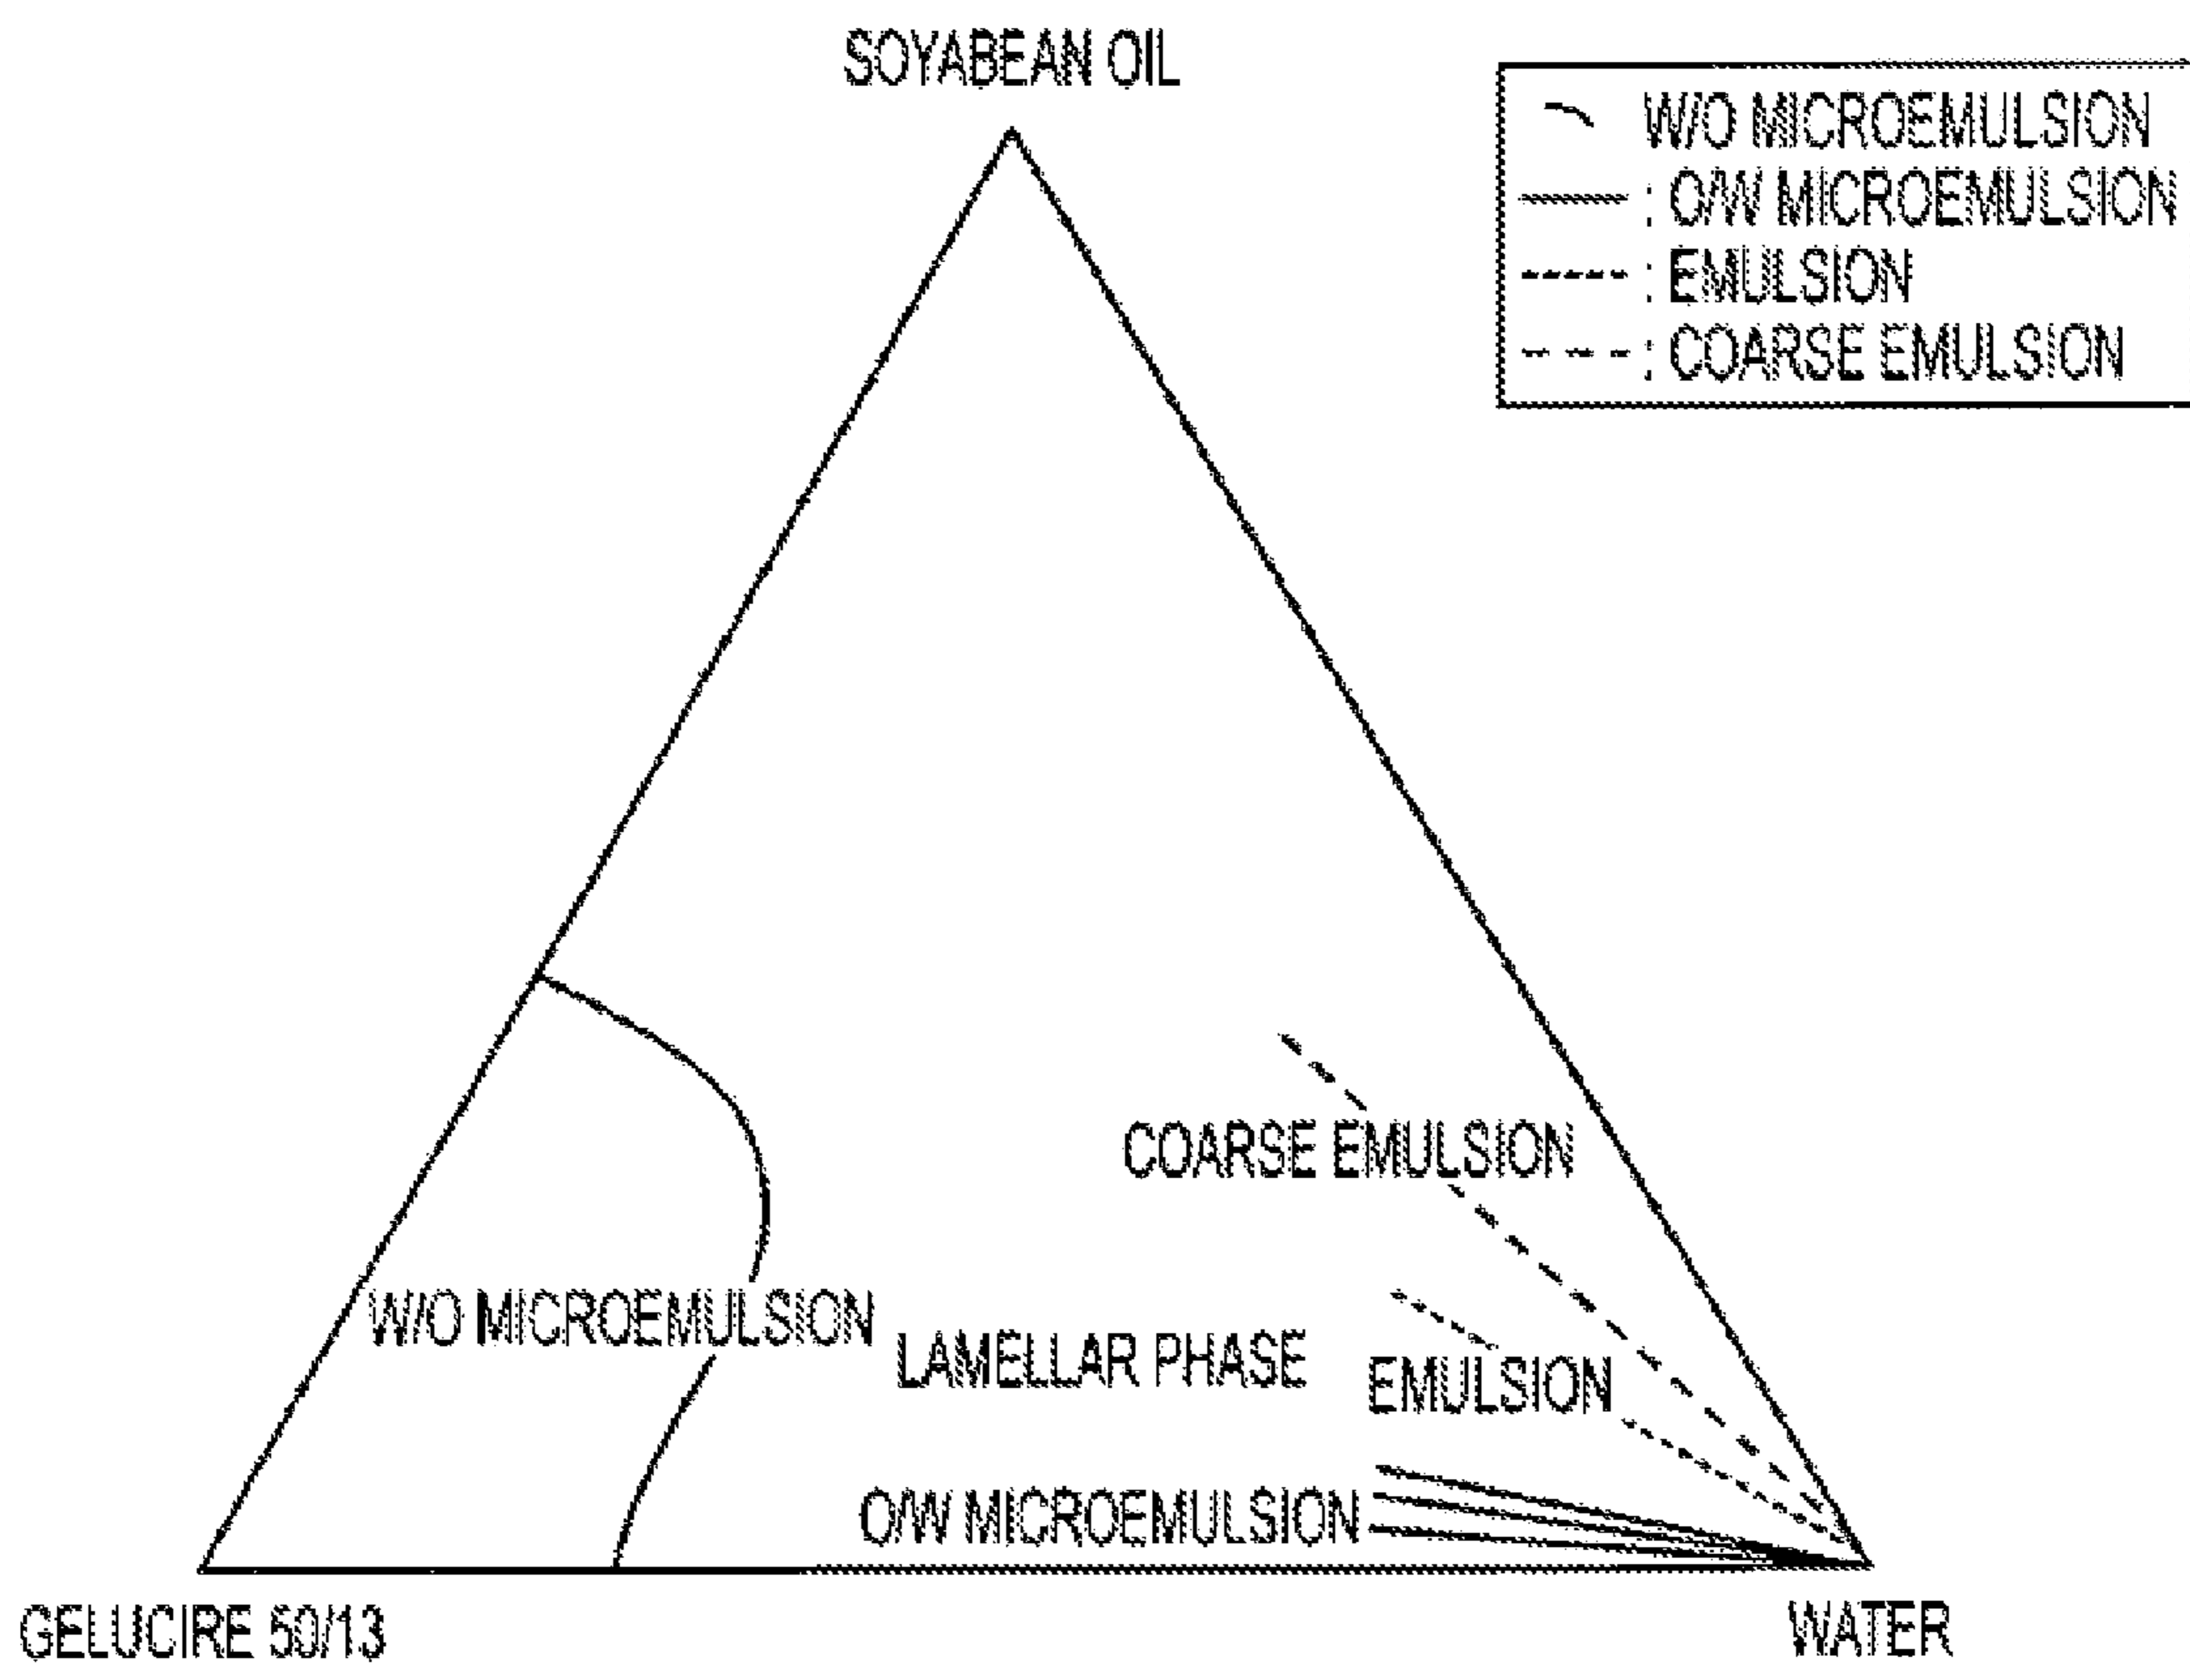 SOYABEAN OIL
W/O MICROEMULSION
: O/W MICROEMULSION
: EMULSION
: COARSE EMULSION
COARSE EMULSION
W/O MICROEMULSION
LAMELLAR PHASE
EMULSION
O/W MICROEMULSION
GELUCIRE 50/13
WATER